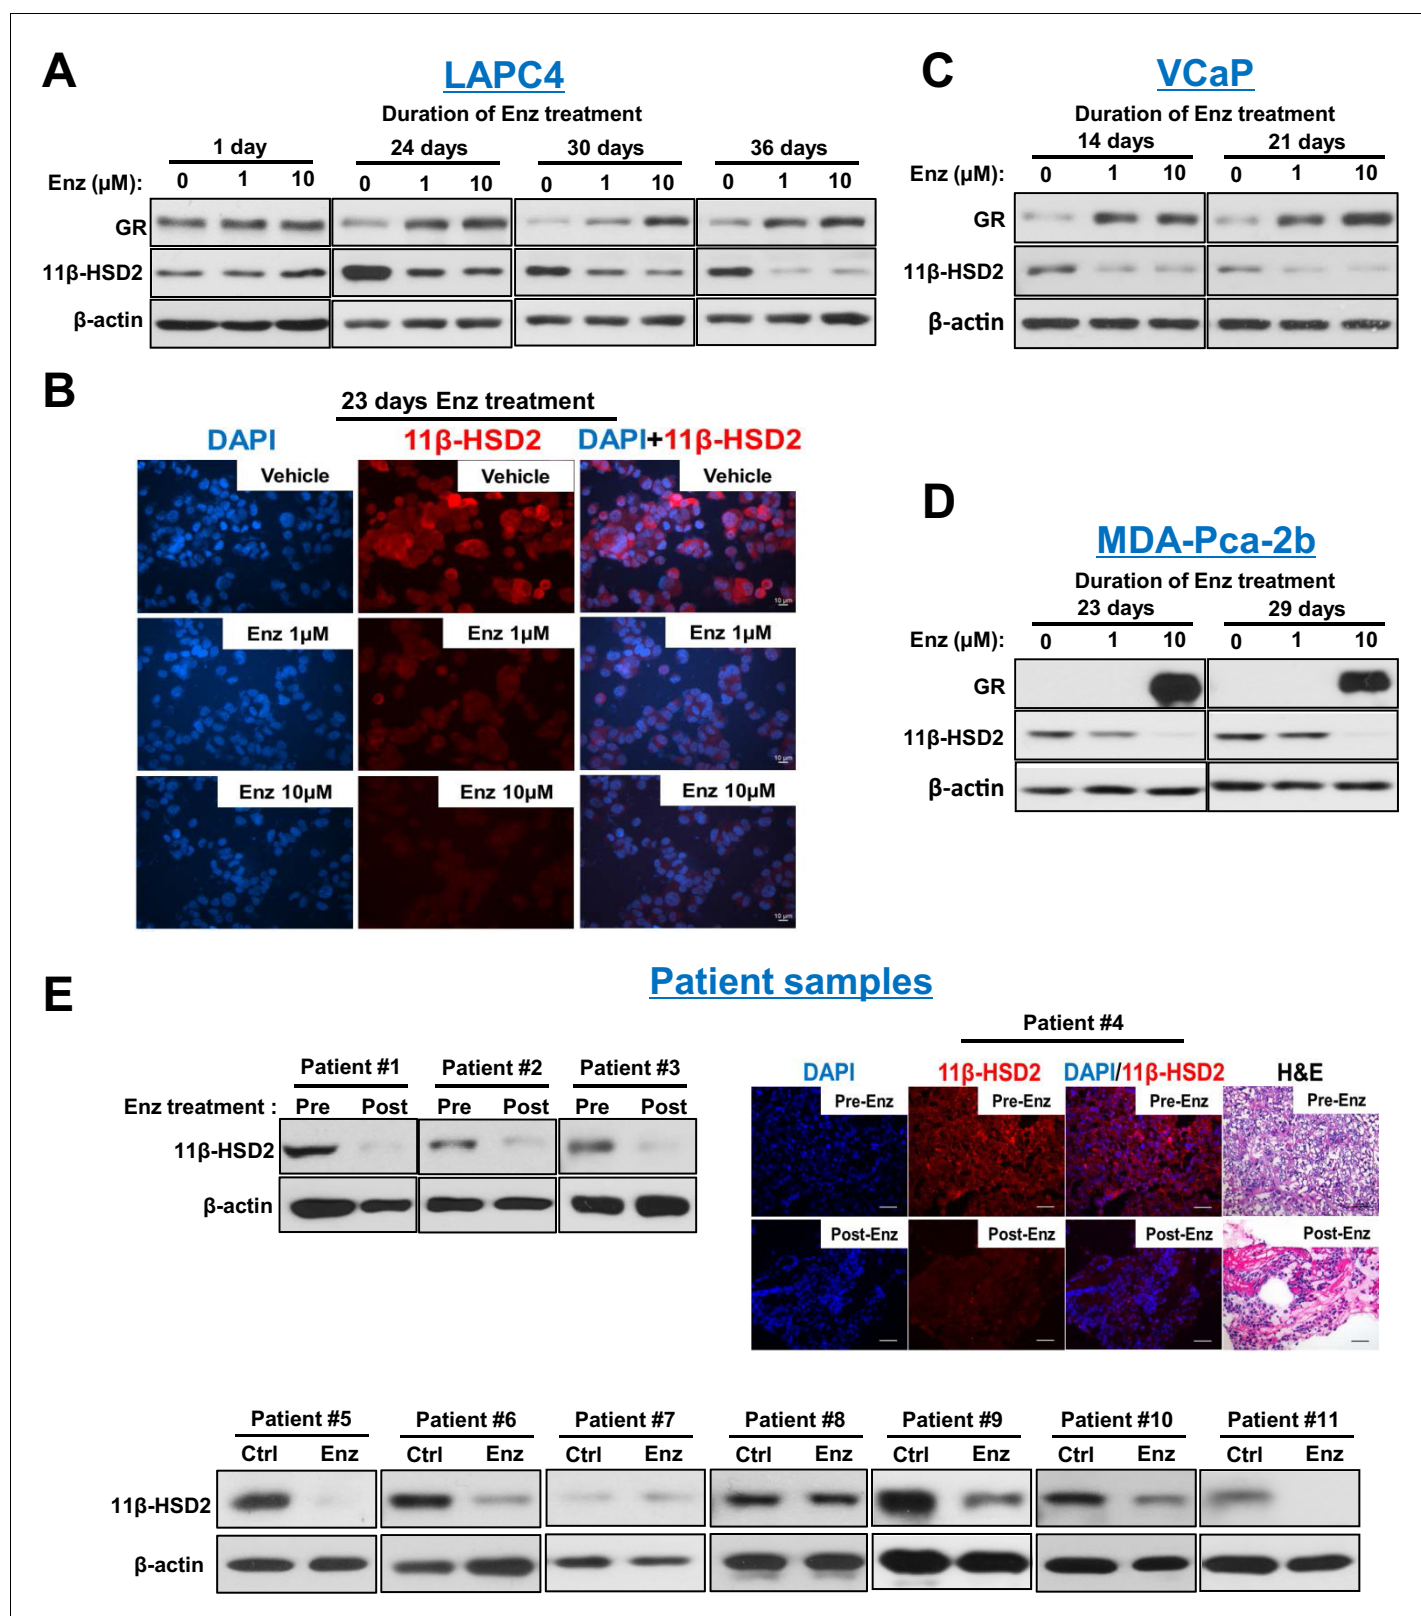 A
LAPC4
Duration of Enz treatment
1 day 24 days 30 days 36 days
Enz (µM): 0 1 10 0 1 10 0 1 10 0 1 10
GR
11β-HSD2
β-actin
C
VCaP
Duration of Enz treatment
14 days 21 days
Enz (µM): 0 1 10 0 1 10
GR
11β-HSD2
β-actin
B
23 days Enz treatment
DAPI 11β-HSD2 DAPI+11β-HSD2
Vehicle Vehicle Vehicle
10 µm
Enz 1µM Enz 1µM Enz 1µM
10 µm
Enz 10µM Enz 10µM Enz 10µM
10 µm
D
MDA-Pca-2b
Duration of Enz treatment
23 days 29 days
Enz (µM): 0 1 10 0 1 10
GR
11β-HSD2
β-actin
E
Patient samples
Patient #1 Patient #2 Patient #3
Enz treatment : Pre Post Pre Post Pre Post
11β-HSD2
β-actin
Patient #4
DAPI 11β-HSD2 DAPI/11β-HSD2 H&E
Pre-Enz Pre-Enz Pre-Enz Pre-Enz
Post-Enz Post-Enz Post-Enz Post-Enz
Patient #5 Patient #6 Patient #7 Patient #8 Patient #9 Patient #10 Patient #11
Ctrl Enz Ctrl Enz Ctrl Enz Ctrl Enz Ctrl Enz Ctrl Enz Ctrl Enz
11β-HSD2
β-actin